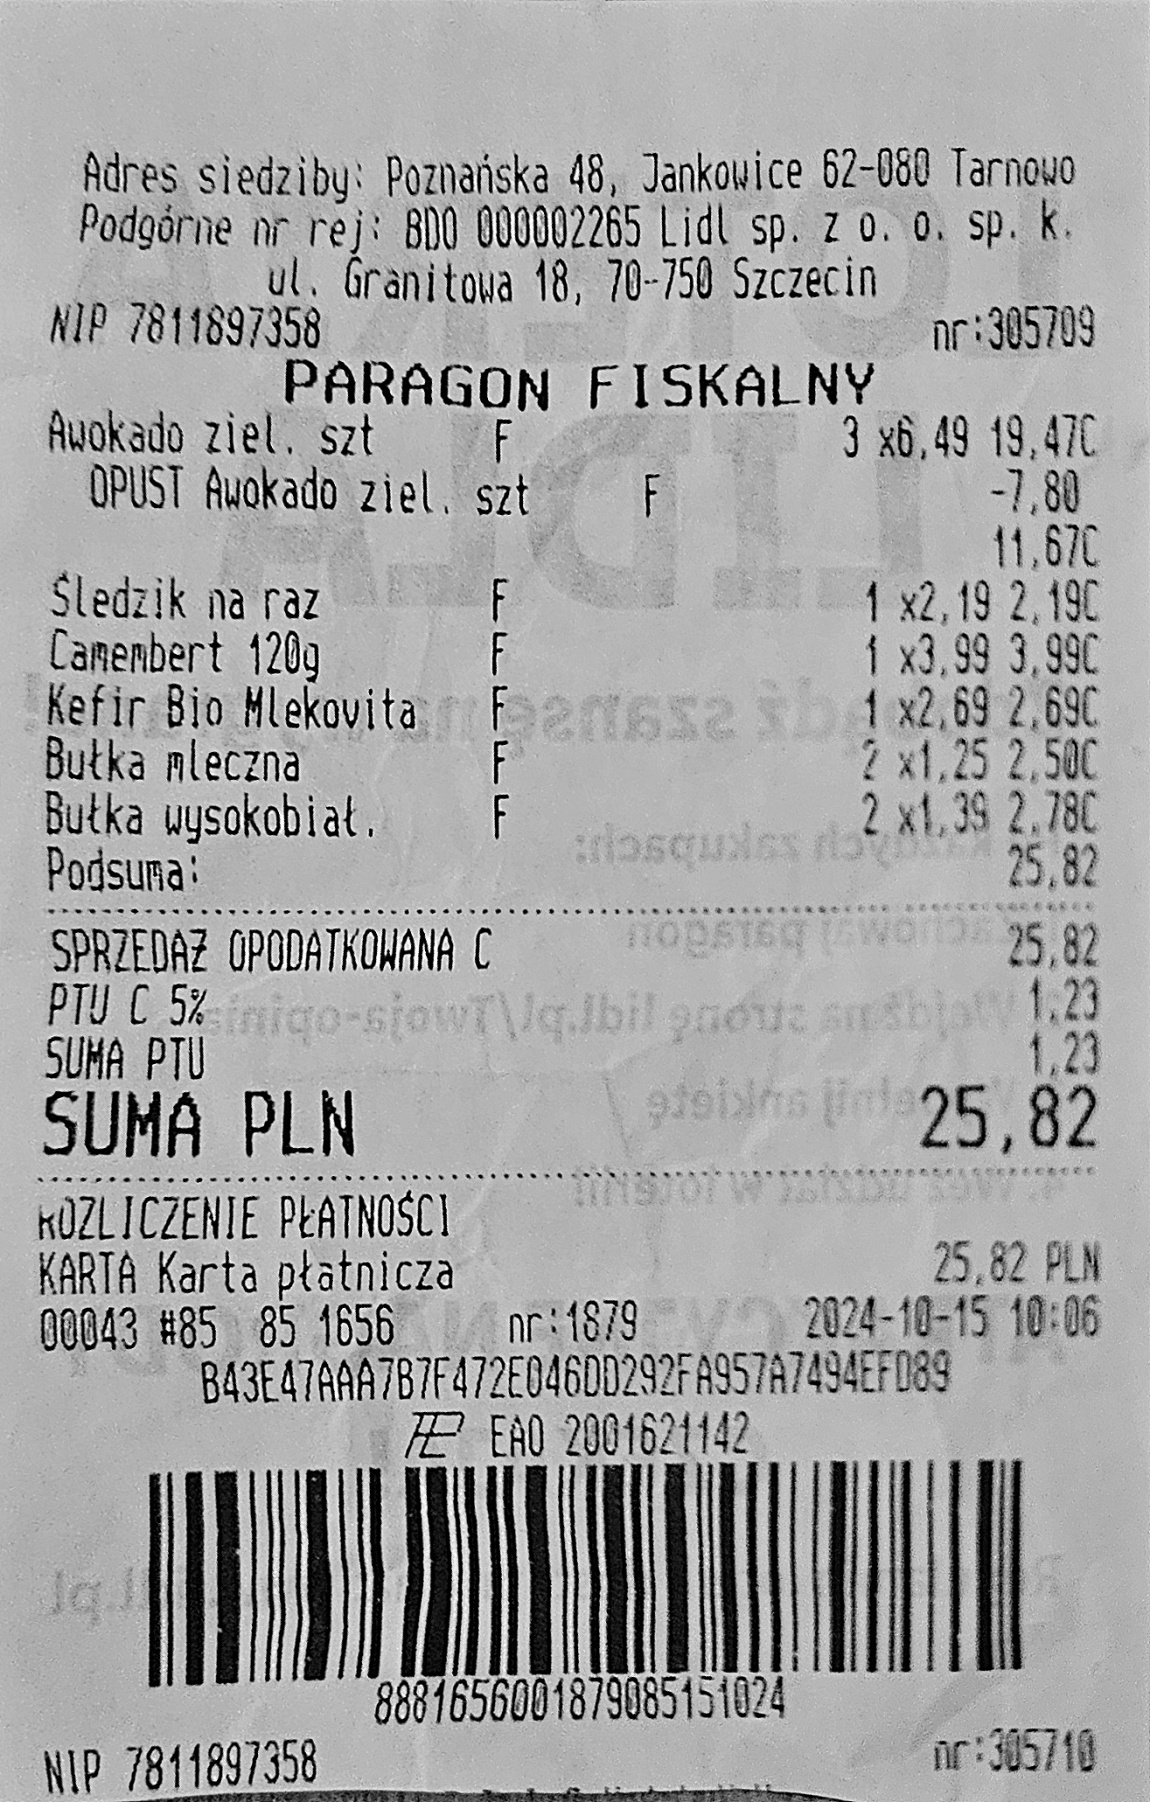 Adres siedziby: Poznańska 48, Jankowice 62-080 Tarnowo
Podgórne nr rej: BDO 000002265 Lidl sp. z o. o. sp. k.
ul. Granitowa 18, 70-750 Szczecin
NIP 7811897358 nr:305709
PARAGON FISKALNY
Awokado ziel. szt F 3 x6,49 19,47C
OPUST Awokado ziel. szt F -7,80
11,67C
Śledzik na raz F 1 x2,19 2,19C
Camembert 120g F 1 x3,99 3,99C
Kefir Bio Mlekovita F 1 x2,69 2,69C
Bułka mleczna F 2 x1,25 2,50C
Bułka wysokobiał. F 2 x1,39 2,78C
Podsuma: 25,82
SPRZEDAŻ OPODATKOWANA C 25,82
PTU C 5% 1,23
SUMA PTU 1,23
SUMA PLN 25,82
ROZLICZENIE PŁATNOŚCI
KARTA Karta płatnicza 25,82 PLN
00043 #85 85 1656 nr:1879 2024-10-15 10:06
B43E47AAA7B7F472E046DD292FA957A7494EFD89
EAO 2001621142
8881656001879085151024
NIP 7811897358 nr:305710